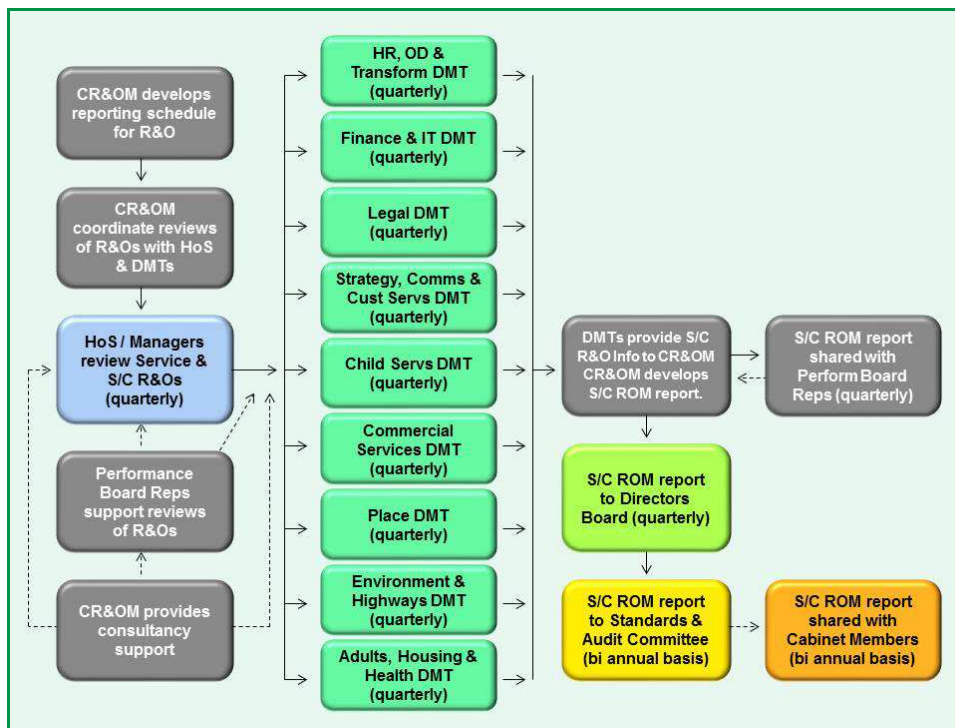 CR&OM develops
reporting schedule
for R&O
CR&OM
coordinate reviews
of R&Os with HoS
& DMTs
HoS / Managers
review Service &
S/C R&Os
(quarterly)
Performance
Board Reps
support reviews
of R&Os
CR&OM provides
consultancy
support
HR, OD &
Transform DMT
(quarterly)
Finance & IT DMT
(quarterly)
Legal DMT
(quarterly)
Strategy, Comms &
Cust Servs DMT
(quarterly)
Child Servs DMT
(quarterly)
Commercial
Services DMT
(quarterly)
Place DMT
(quarterly)
Environment &
Highways DMT
(quarterly)
Adults, Housing &
Health DMT
(quarterly)
DMTs provide S/C
R&O Info to CR&OM
CR&OM develops
S/C ROM report.
S/C ROM report
shared with
Perform Board
Reps (quarterly)
S/C ROM report
to Directors
Board (quarterly)
S/C ROM report
to Standards &
Audit Committee
(bi annual basis)
S/C ROM report
shared with
Cabinet Members
(bi annual basis)